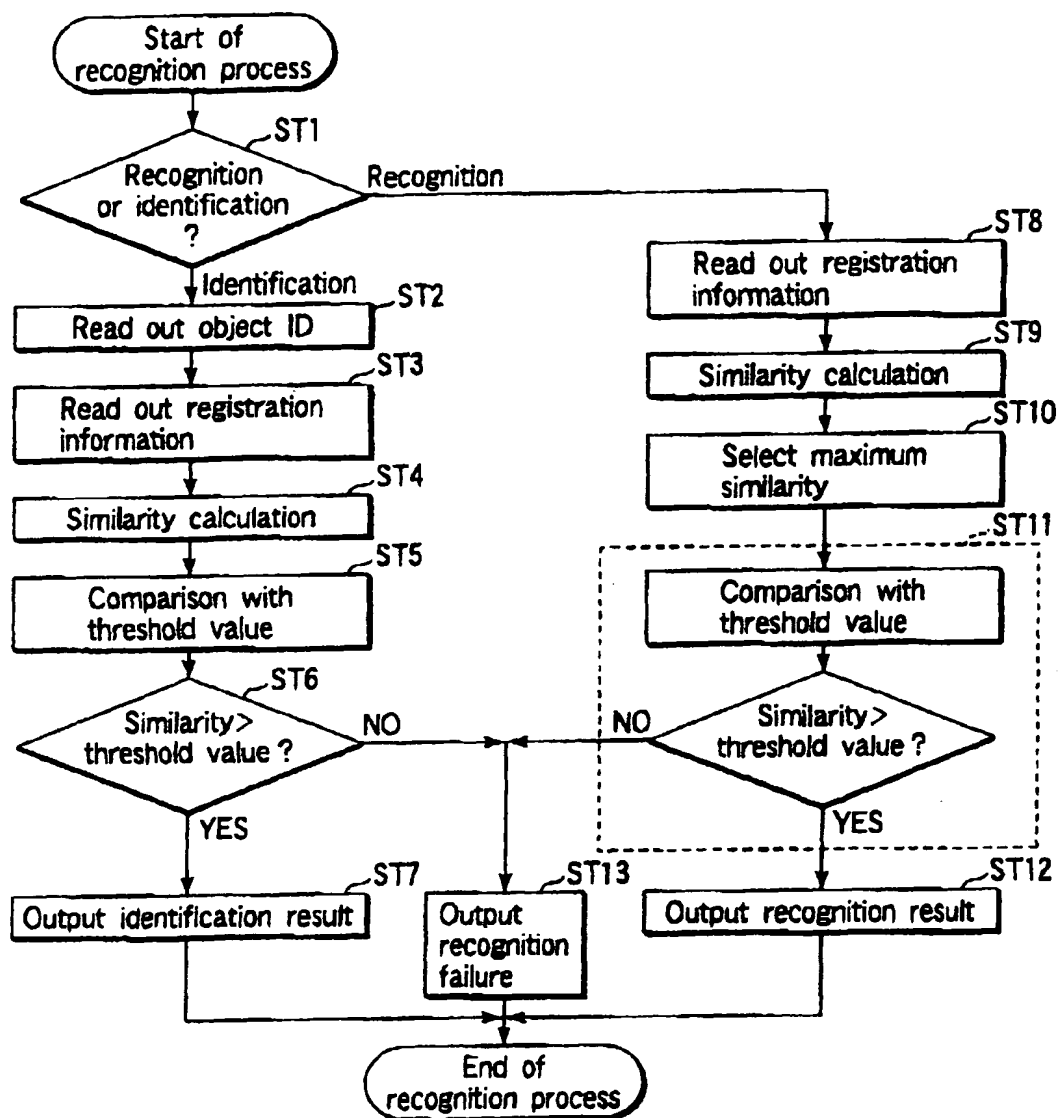 Start of
recognition process
ST1
Recognition
or identification
?
Recognition
Identification
ST2
Read out object ID
ST3
Read out registration
information
ST4
Similarity calculation
ST5
Comparison with
threshold value
ST6
Similarity>
threshold value ?
NO
YES
ST7
Output identification result
ST8
Read out registration
information
ST9
Similarity calculation
ST10
Select maximum
similarity
ST11
Comparison with
threshold value
Similarity>
threshold value ?
NO
YES
ST12
Output recognition result
ST13
Output
recognition
failure
End of
recognition process